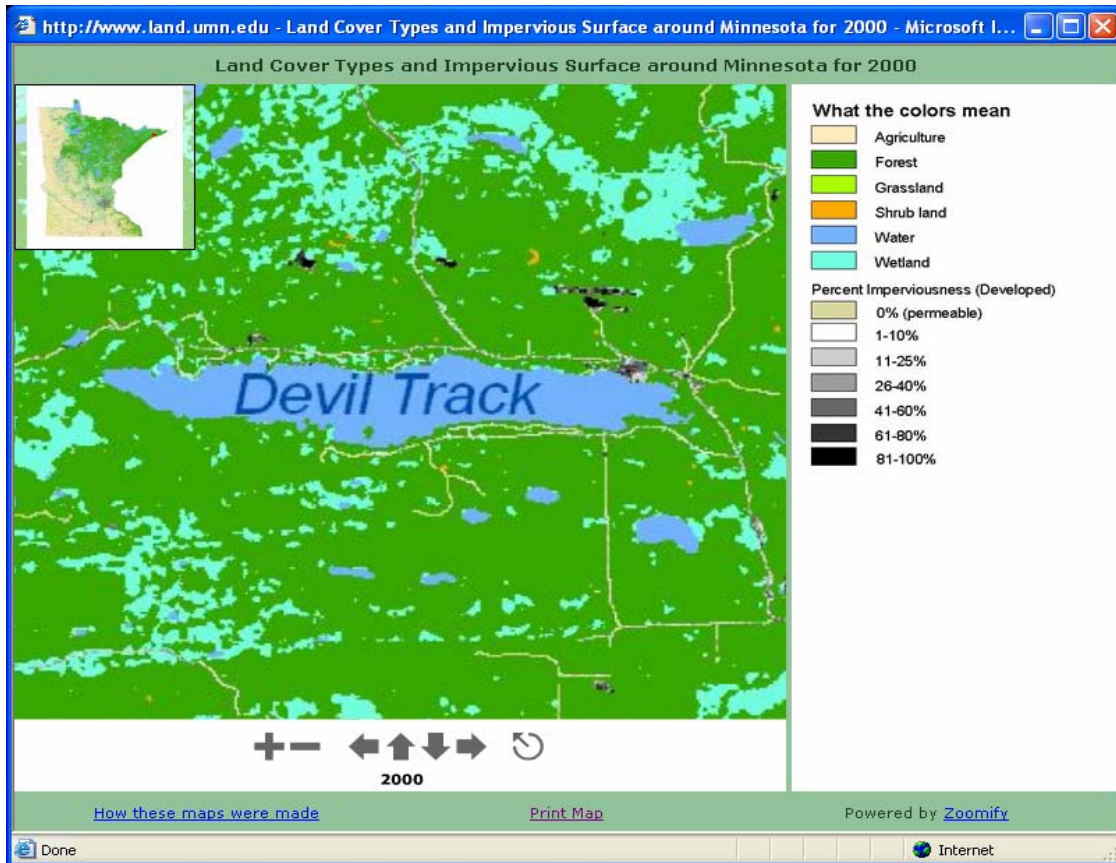 http://www.land.umn.edu - Land Cover Types and Impervious Surface around Minnesota for 2000 - Microsoft I...
Land Cover Types and Impervious Surface around Minnesota for 2000
Devil Track
What the colors mean
Agriculture
Forest
Grassland
Shrub land
Water
Wetland
Percent Imperviousness (Developed)
0% (permeable)
1-10%
11-25%
26-40%
41-60%
61-80%
81-100%
2000
How these maps were made
Print Map
Powered by Zoomify
Done
Internet